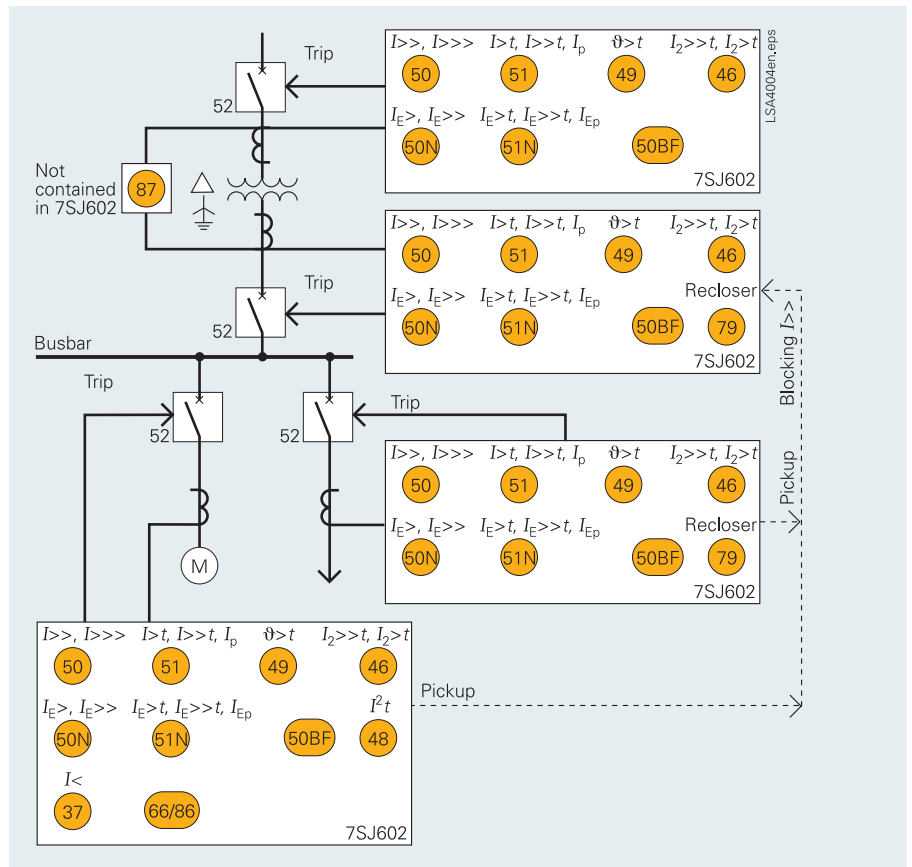 I>>, I>>> I>t, I>>t, Ip ϑ>t I2>>t, I2>t
Trip
50 51 49 46
52
IE>, IE>> IE>t, IE>>t, IEp
50N 51N 50BF
7SJ602
LSA4004en.eps
Not
contained
in 7SJ602
87
I>>, I>>> I>t, I>>t, Ip ϑ>t I2>>t, I2>t
50 51 49 46
Trip
52
IE>, IE>> IE>t, IE>>t, IEp Recloser
50N 51N 50BF 79
7SJ602
Busbar
Trip
52
52
Trip
Blocking I>>
Pickup
I>>, I>>> I>t, I>>t, Ip ϑ>t I2>>t, I2>t
50 51 49 46
IE>, IE>> IE>t, IE>>t, IEp Recloser
50N 51N 50BF 79
7SJ602
M
I>>, I>>> I>t, I>>t, Ip ϑ>t I2>>t, I2>t
50 51 49 46
Pickup
IE>, IE>> IE>t, IE>>t, IEp I²t
50N 51N 50BF 48
I<
37 66/86
7SJ602